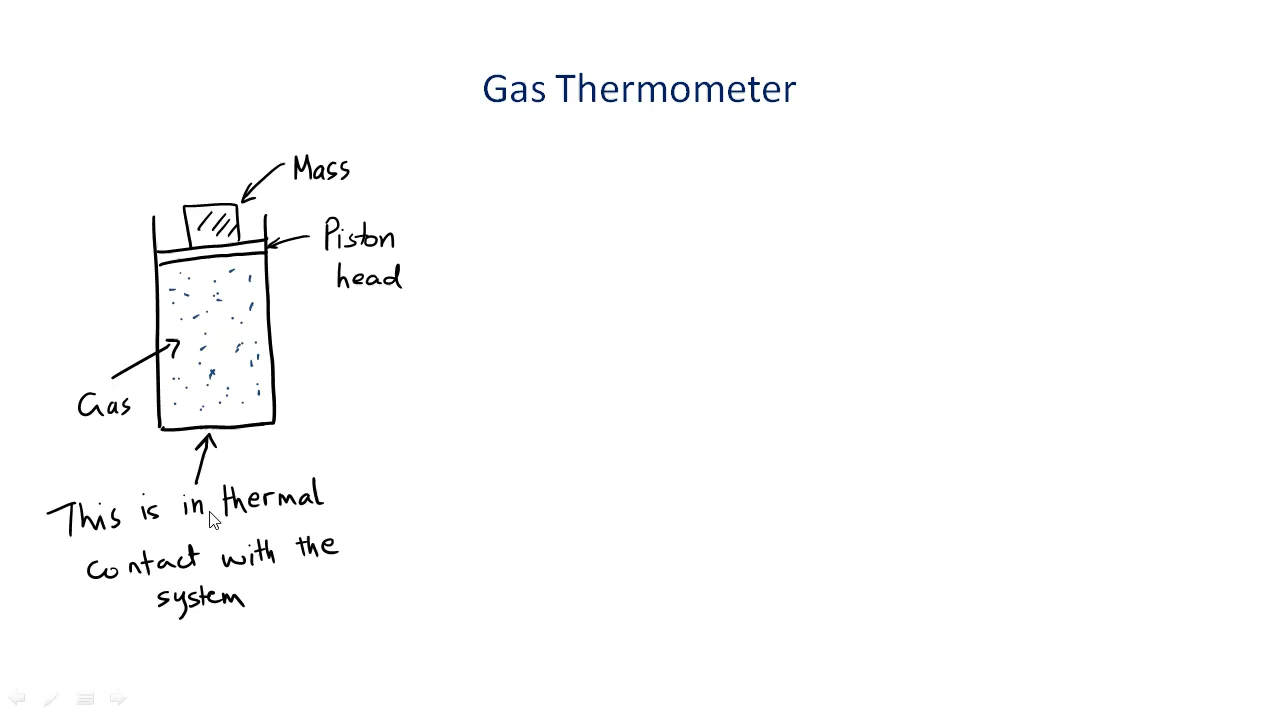 Gas Thermometer
Mass
Piston
head
Gas
This is in thermal
contact with the
system